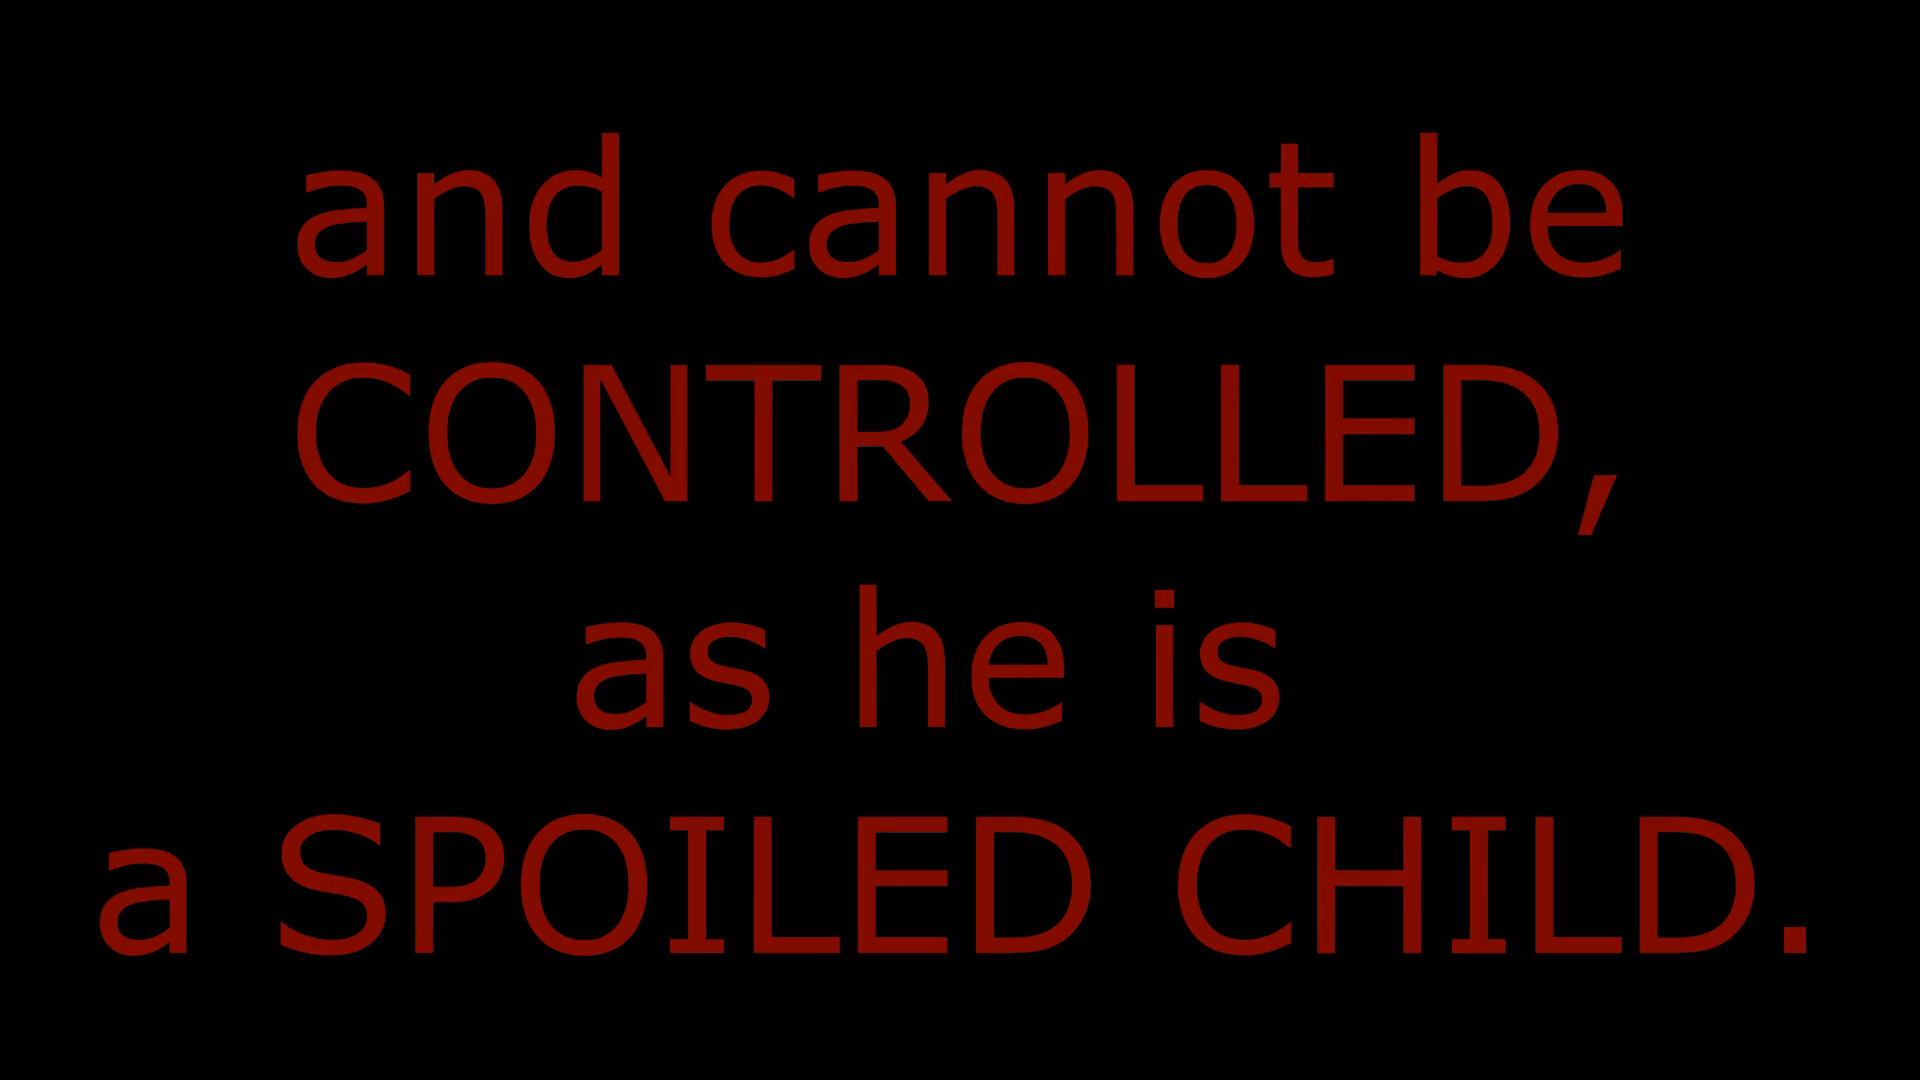 and cannot be
CONTROLLED,
as he is
a SPOILED CHILD.